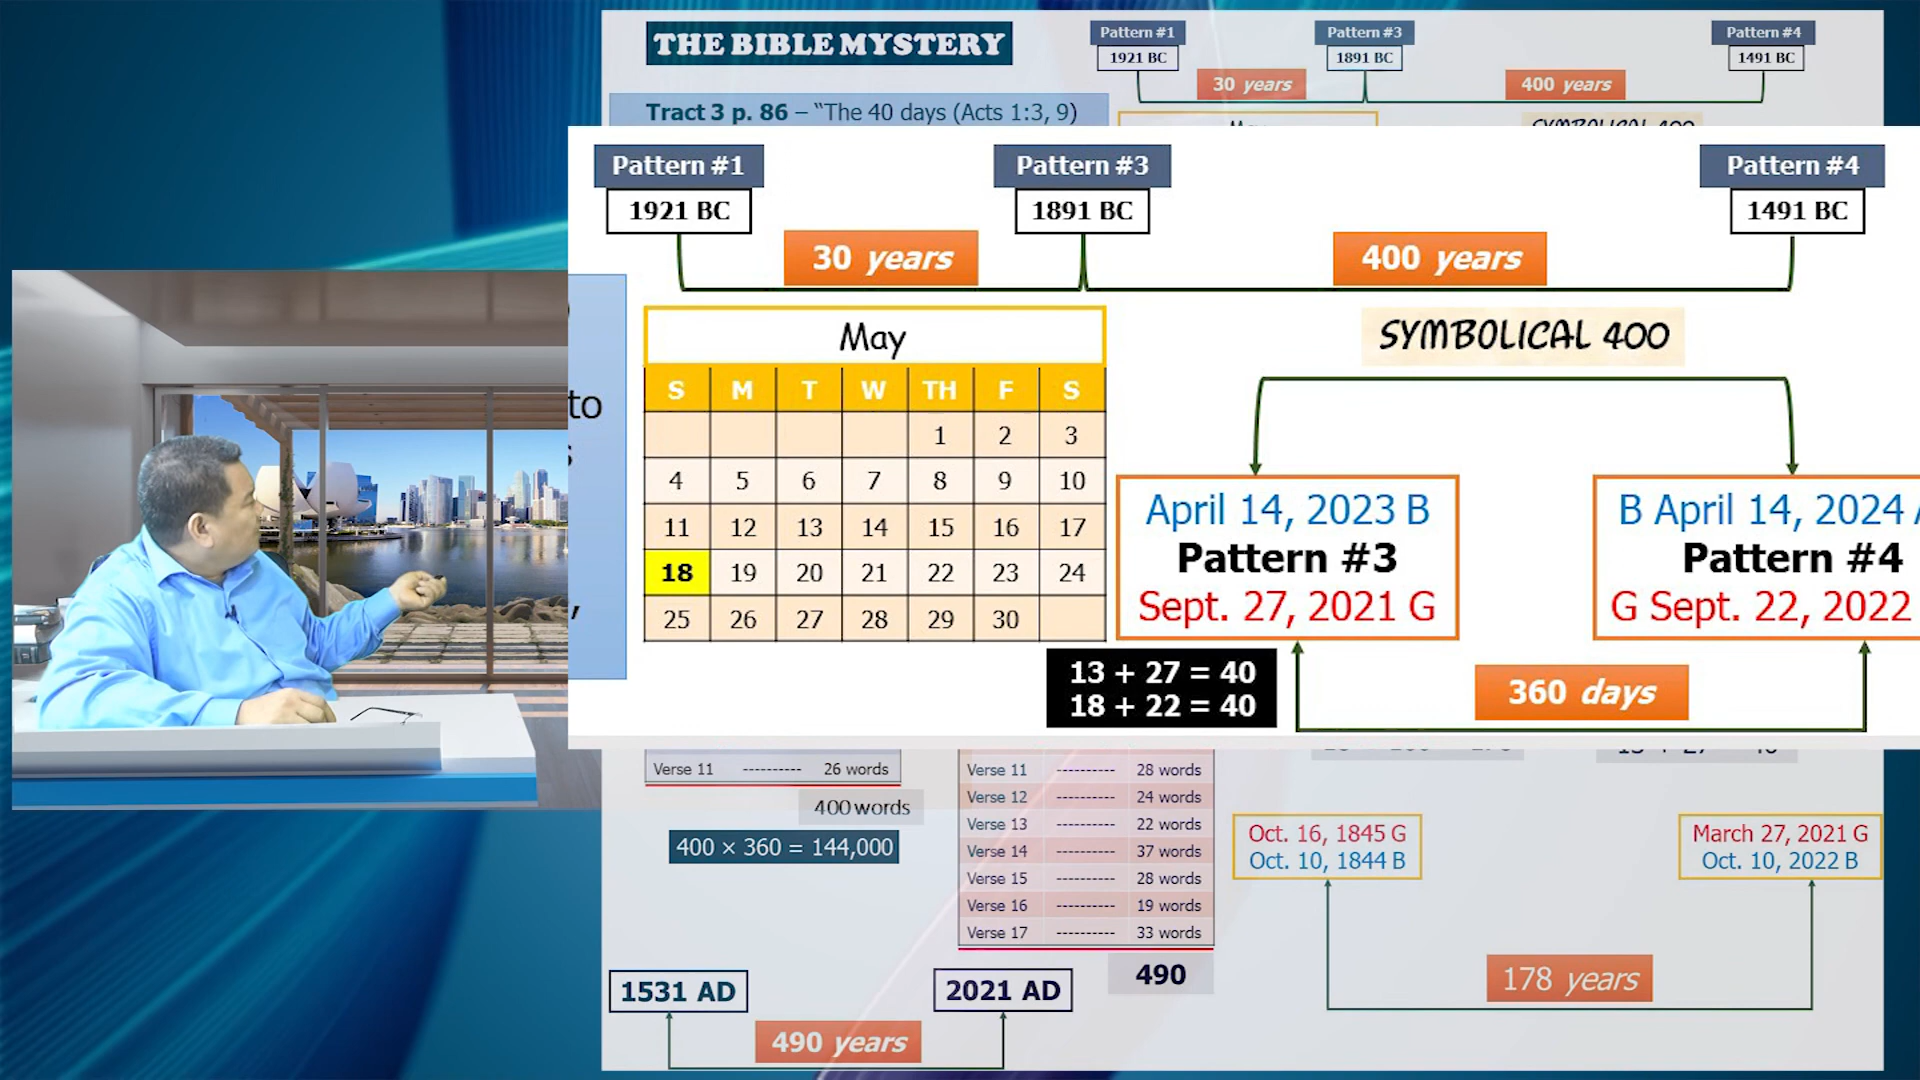 THE BIBLE MYSTERY
Pattern #1
1921 BC
Pattern #3
1891 BC
Pattern #4
1491 BC
30 years
400 years
Tract 3 p. 86 – “The 40 days (Acts 1:3, 9)
Pattern #1
1921 BC
Pattern #3
1891 BC
Pattern #4
1491 BC
30 years
400 years
May
S M T W TH F S
1 2 3
4 5 6 7 8 9 10
11 12 13 14 15 16 17
18 19 20 21 22 23 24
25 26 27 28 29 30
SYMBOLICAL 400
April 14, 2023 B
Pattern #3
Sept. 27, 2021 G
B April 14, 2024
Pattern #4
G Sept. 22, 2022
13 + 27 = 40
18 + 22 = 40
360 days
to
Verse 11 ---------- 26 words
400 words
400 × 360 = 144,000
Verse 11 ---------- 28 words
Verse 12 ---------- 24 words
Verse 13 ---------- 22 words
Verse 14 ---------- 37 words
Verse 15 ---------- 28 words
Verse 16 ---------- 19 words
Verse 17 ---------- 33 words
490
Oct. 16, 1845 G
Oct. 10, 1844 B
March 27, 2021 G
Oct. 10, 2022 B
178 years
1531 AD
2021 AD
490 years